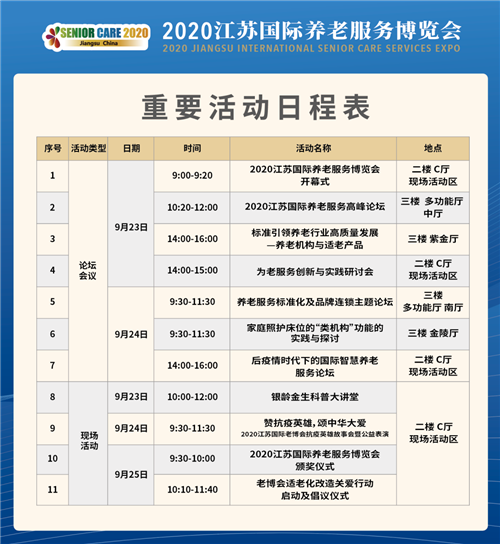 SENIOR CARE 2020
Jiangsu China
2020江苏国际养老服务博览会
2020 JIANGSU INTERNATIONAL SENIOR CARE SERVICES EXPO
重要活动日程表
序号 活动类型 日期 时间 活动名称 地点
1 9:00-9:20 2020江苏国际养老服务博览会
开幕式 二楼 C厅
现场活动区
2 10:20-12:00 2020江苏国际养老服务高峰论坛 三楼 多功能厅
中厅
9月23日
3 14:00-16:00 标准引领养老行业高质量发展
—养老机构与适老产品 三楼 紫金厅
论坛
会议
4 14:00-15:00 为老服务创新与实践研讨会 二楼 C厅
现场活动区
5 9:30-11:30 养老服务标准化及品牌连锁主题论坛 三楼
多功能厅 南厅
9月24日
6 9:30-11:30 家庭照护床位的“类机构”功能的
实践与探讨 三楼 金陵厅
7 14:00-16:00 后疫情时代下的国际智慧养老
服务论坛 二楼 C厅
现场活动区
8 9月23日 10:00-12:00 银龄金生科普大讲堂
9 9月24日 9:30-11:30 赞抗疫英雄,颂中华大爱
2020江苏国际老博会抗疫英雄故事会暨公益表演
现场
活动
二楼 C厅
现场活动区
10 9:30-10:00 2020江苏国际养老服务博览会
颁奖仪式
9月25日
11 10:10-11:40 老博会适老化改造关爱行动
启动及倡议仪式